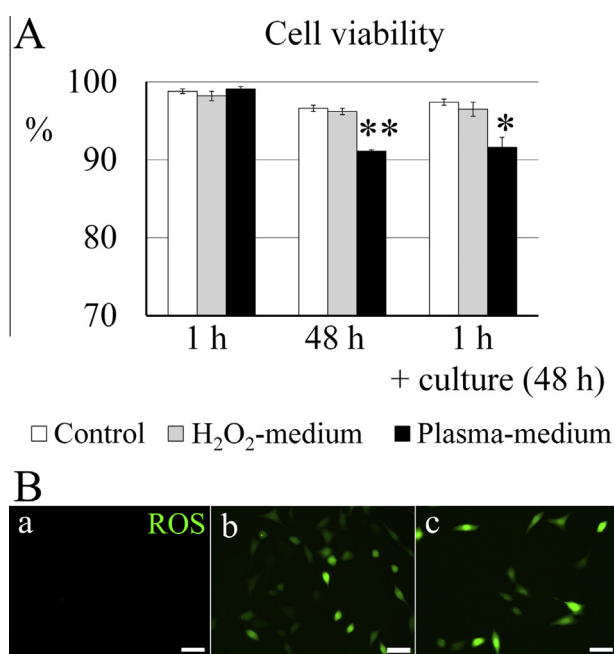 A
Cell viability
%
100
90
80
70
** *
1 h 48 h 1 h
+ culture (48 h)
Control H₂O₂-medium Plasma-medium
B
a ROS b c